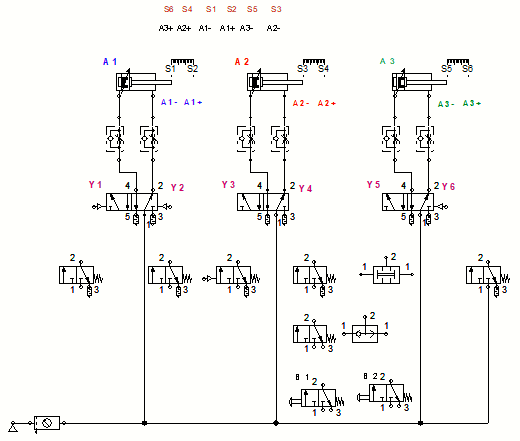 S6 S4 S1 S2 S5 S3
A3+ A2+ A1- A1+ A3- A2-
A 1 A 2 A 3
S1 S2 S3 S4 S5 S6
A1 - A1 + A2 - A2 + A3 - A3 +
Y 1 4 2 Y 2 Y 3 4 2 Y 4 Y 5 4 2 Y 6
5 1 3 5 1 3 5 1 3
2 2 2 2 2 2
1 3 1 3 1 3 1 3 1 1 1 3
2 2
1 3 1 1
B 1 2 B 2 2
1 3 1 3